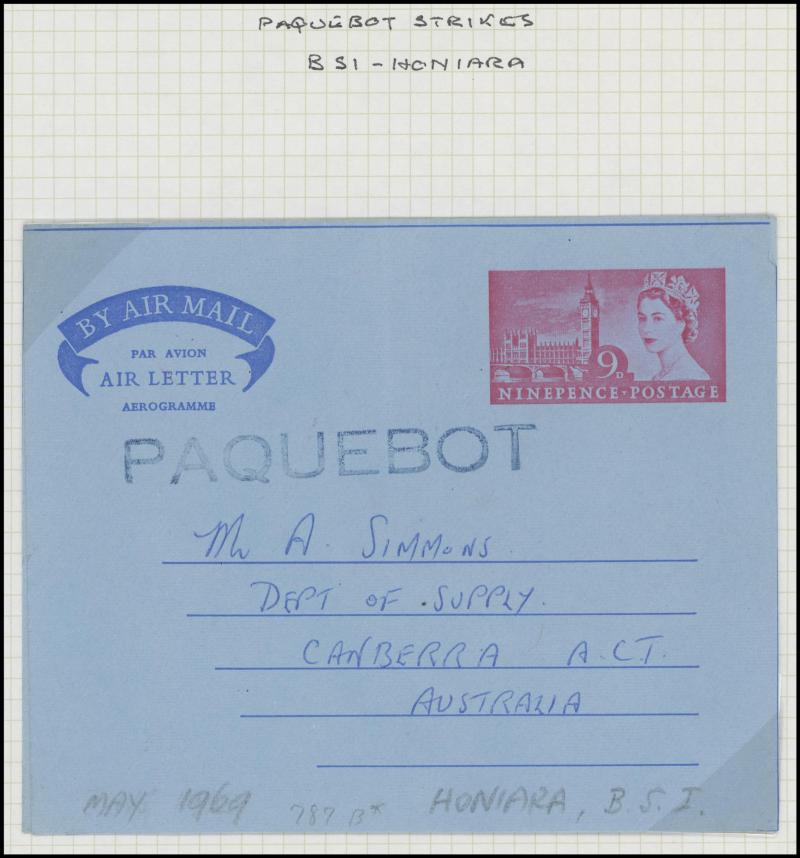 PAQUEBOT STRIKES
BSI - HONIARA
BY AIR MAIL
PAR AVION
AIR LETTER
AEROGRAMME
9D
NINEPENCE·POSTAGE
PAQUEBOT
Mr A. SIMMONS
DEPT OF SUPPLY.
CANBERRA A.C.T.
AUSTRALIA
MAY 1969 787 B* HONIARA, B.S.I.